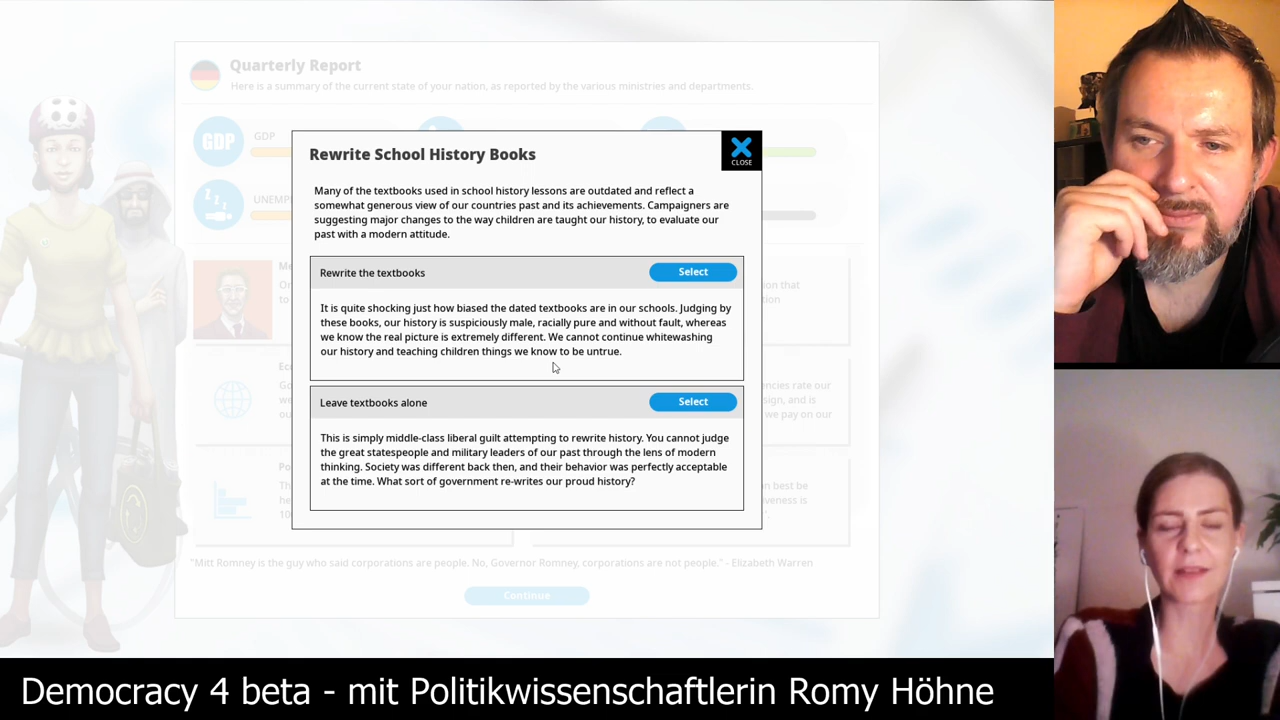 Quarterly Report
Here is a summary of the current state of your nation, as reported by the various ministries and departments.
GDP
GDP
UNEMP
Rewrite School History Books
CLOSE
Many of the textbooks used in school history lessons are outdated and reflect a
somewhat generous view of our countries past and its achievements. Campaigners are
suggesting major changes to the way children are taught our history, to evaluate our
past with a modern attitude.
Rewrite the textbooks
Select
It is quite shocking just how biased the dated textbooks are in our schools. Judging by
these books, our history is suspiciously male, racially pure and without fault, whereas
we know the real picture is extremely different. We cannot continue whitewashing
our history and teaching children things we know to be untrue.
Leave textbooks alone
Select
This is simply middle-class liberal guilt attempting to rewrite history. You cannot judge
the great statespeople and military leaders of our past through the lens of modern
thinking. Society was different back then, and their behavior was perfectly acceptable
at the time. What sort of government re-writes our proud history?
"Mitt Romney is the guy who said corporations are people. No, Governor Romney, corporations are not people." - Elizabeth Warren
Continue
Democracy 4 beta - mit Politikwissenschaftlerin Romy Höhne